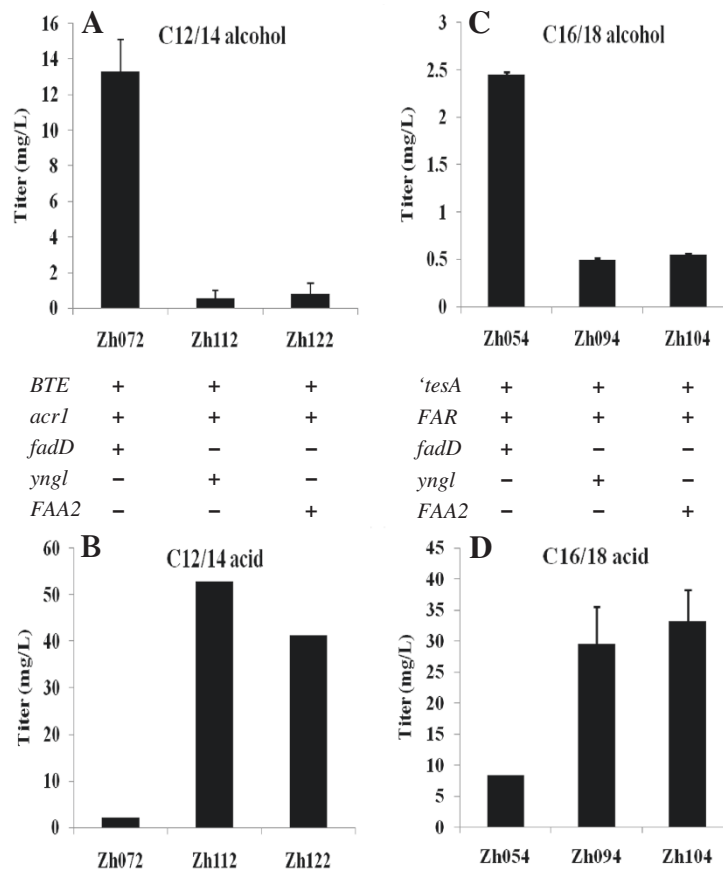 A
C12/14 alcohol
Titer (mg/L)
16
14
12
10
8
6
4
2
0
Zh072 Zh112 Zh122
BTE + + +
acr1 + + +
fadD + – –
yngl – + –
FAA2 – – +
B
C12/14 acid
Titer (mg/L)
60
50
40
30
20
10
0
Zh072 Zh112 Zh122
C
C16/18 alcohol
Titer (mg/L)
3
2.5
2
1.5
1
0.5
0
Zh054 Zh094 Zh104
‘tesA + + +
FAR + + +
fadD + – –
yngl – + –
FAA2 – – +
D
C16/18 acid
Titer (mg/L)
45
40
35
30
25
20
15
10
5
0
Zh054 Zh094 Zh104